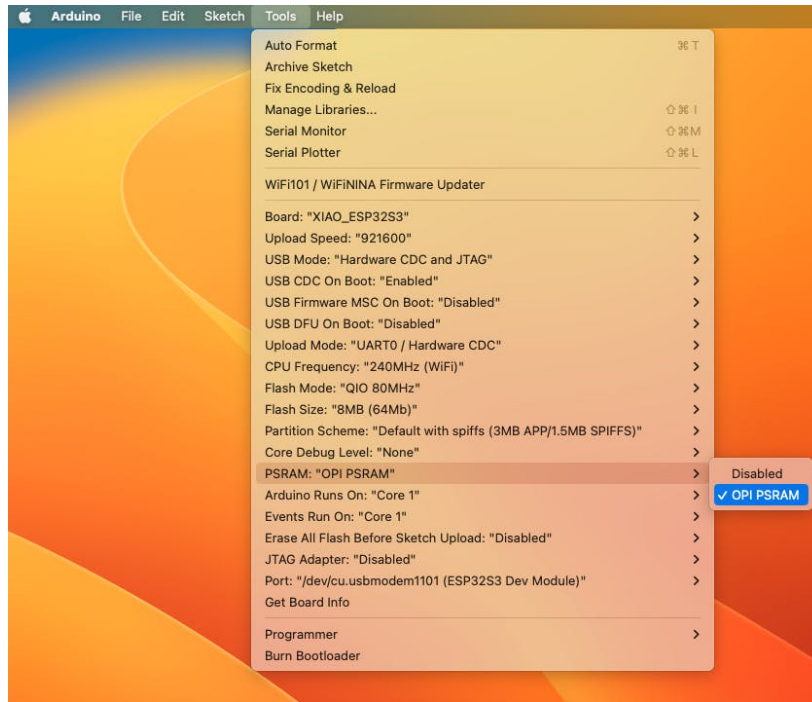 Arduino File Edit Sketch Tools Help
Auto Format ⌘ T
Archive Sketch
Fix Encoding & Reload
Manage Libraries... ⇧⌘ I
Serial Monitor ⇧⌘M
Serial Plotter ⇧⌘ L
WiFi101 / WiFiNINA Firmware Updater
Board: "XIAO_ESP32S3"
Upload Speed: "921600"
USB Mode: "Hardware CDC and JTAG"
USB CDC On Boot: "Enabled"
USB Firmware MSC On Boot: "Disabled"
USB DFU On Boot: "Disabled"
Upload Mode: "UART0 / Hardware CDC"
CPU Frequency: "240MHz (WiFi)"
Flash Mode: "QIO 80MHz"
Flash Size: "8MB (64Mb)"
Partition Scheme: "Default with spiffs (3MB APP/1.5MB SPIFFS)"
Core Debug Level: "None"
PSRAM: "OPI PSRAM"
Disabled
✓ OPI PSRAM
Arduino Runs On: "Core 1"
Events Run On: "Core 1"
Erase All Flash Before Sketch Upload: "Disabled"
JTAG Adapter: "Disabled"
Port: "/dev/cu.usbmodem1101 (ESP32S3 Dev Module)"
Get Board Info
Programmer
Burn Bootloader